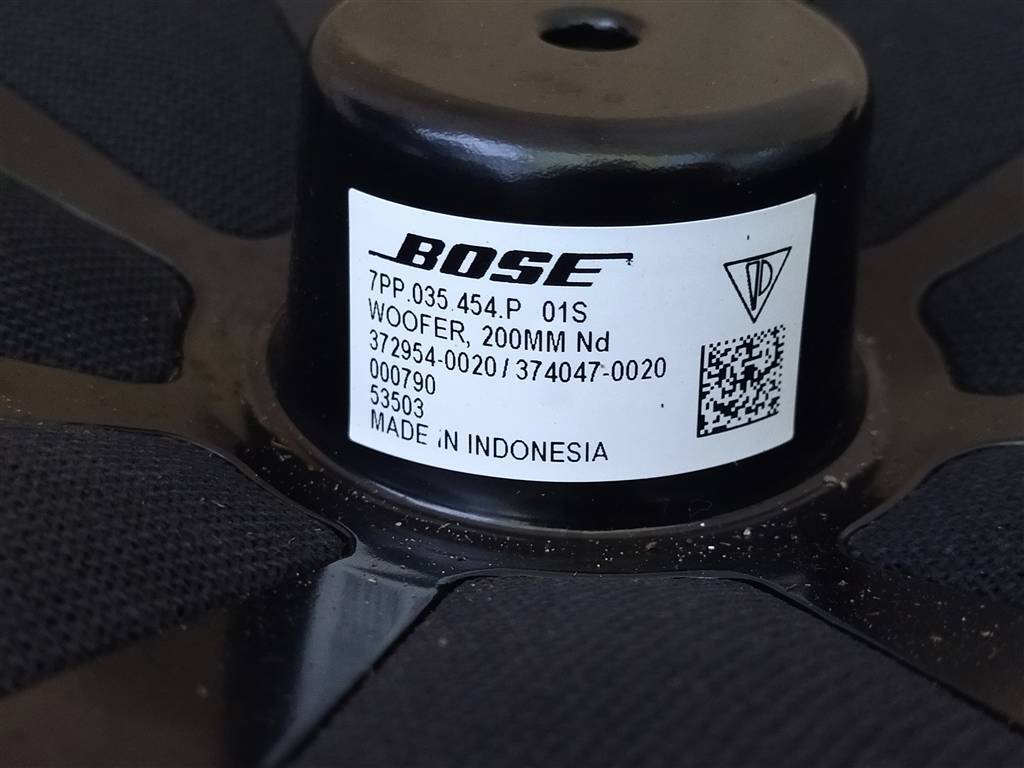 BOSE
7PP.035.454.P 01S
WOOFER, 200MM Nd
372954-0020 / 374047-0020
000790
53503
MADE IN INDONESIA